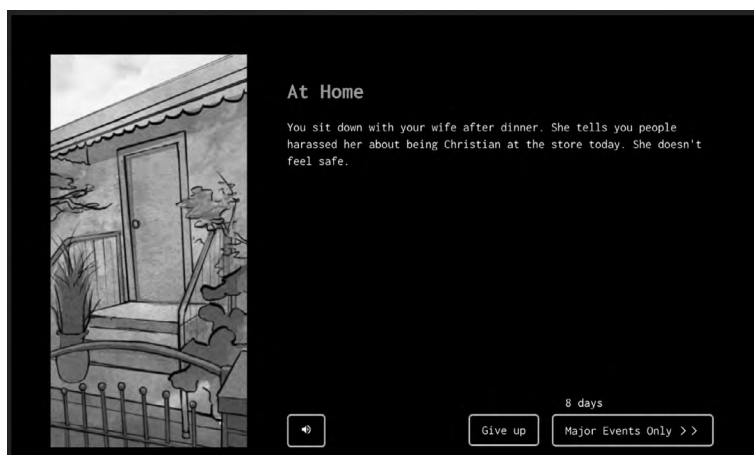 At Home
You sit down with your wife after dinner. She tells you people
harassed her about being Christian at the store today. She doesn't
feel safe.
8 days
Give up
Major Events Only >>